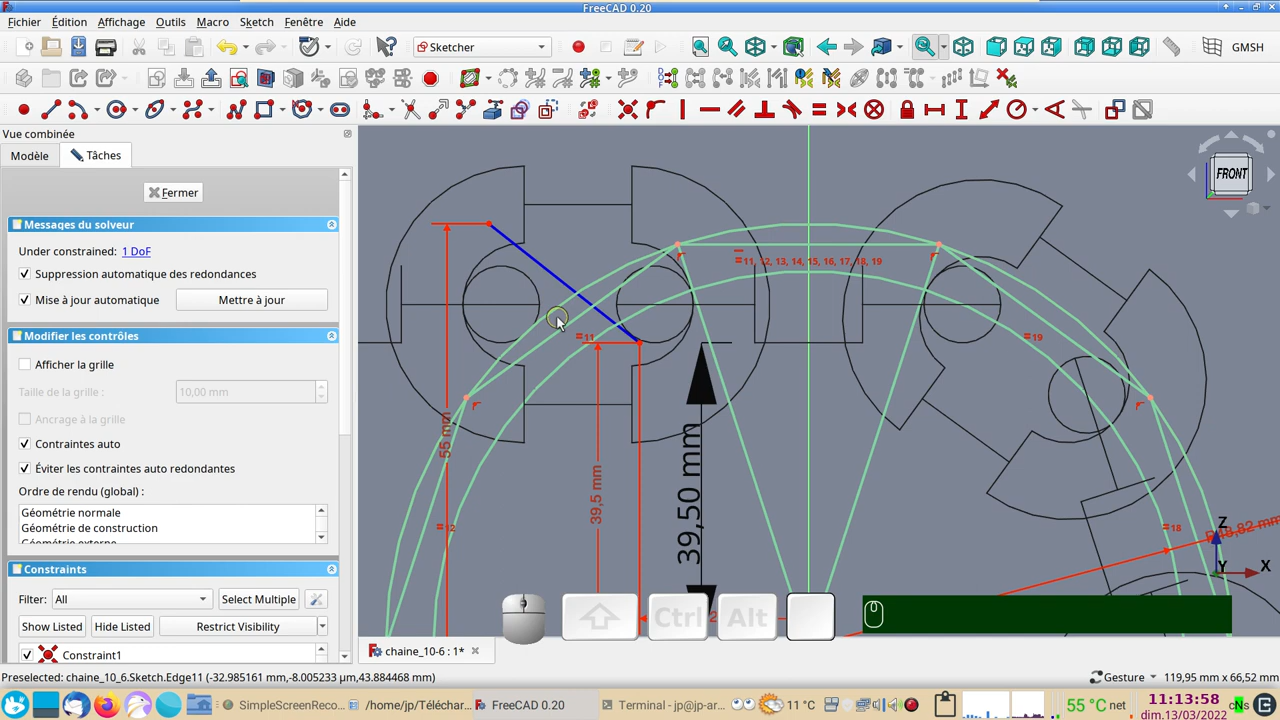 FreeCAD 0.20
Fichier Édition Affichage Outils Macro Sketch Fenêtre Aide
Sketcher
GMSH
Vue combinée
Modèle Tâches
Fermer
Messages du solveur
Under constrained: 1 DoF
Suppression automatique des redondances
Mise à jour automatique Mettre à jour
Modifier les contrôles
Afficher la grille
Taille de la grille : 10,00 mm
Ancrage à la grille
Contraintes auto
Éviter les contraintes auto redondantes
Ordre de rendu (global) :
Géométrie normale
Géométrie de construction
Géométrie externe
Constraints
Filter: All Select Multiple
Show Listed Hide Listed Restrict Visibility
Constraint1
FRONT
=11, 12, 13, 14, 15, 16, 17, 18, 19
=11
=19
55 mm
39,5 mm
39,50 mm
=12
=18
Z
Y
X
Ctrl Alt
chaine_10-6 : 1*
Preselected: chaine_10_6.Sketch.Edge11 (-32.985161 mm,-8.005233 µm,43.884468 mm) Gesture 119,95 mm x 66,52 mm
SimpleScreenReco... /home/jp/Téléchar... FreeCAD 0.20 Terminal - jp@jp-ar... 11 °C 55 °C net 11:13:58
dim.13/03/2022